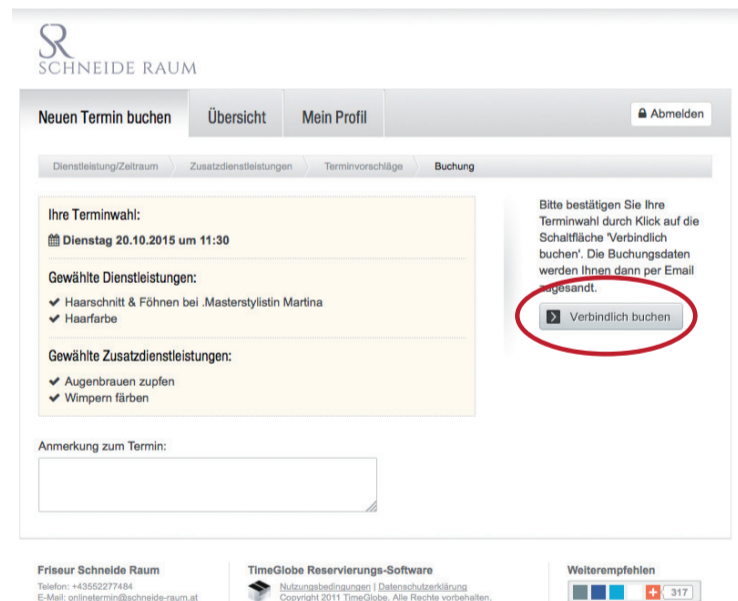 SR
SCHNEIDE RAUM
Neuen Termin buchen Übersicht Mein Profil Abmelden
Dienstleistung/Zeitraum Zusatzdienstleistungen Terminvorschläge Buchung
Ihre Terminwahl:
Dienstag 20.10.2015 um 11:30
Gewählte Dienstleistungen:
Haarschnitt & Föhnen bei .Masterstylistin Martina
Haarfarbe
Gewählte Zusatzdienstleistungen:
Augenbrauen zupfen
Wimpern färben
Bitte bestätigen Sie Ihre
Terminwahl durch Klick auf die
Schaltfläche 'Verbindlich
buchen'. Die Buchungsdaten
werden Ihnen dann per Email
zugesandt.
Verbindlich buchen
Anmerkung zum Termin:
Friseur Schneide Raum
Telefon: +43552277484
E-Mail: onlinetermin@schneide-raum.at
TimeGlobe Reservierungs-Software
Nutzungsbedingungen | Datenschutzerklärung
Copyright 2011 TimeGlobe. Alle Rechte vorbehalten.
Weiterempfehlen
317